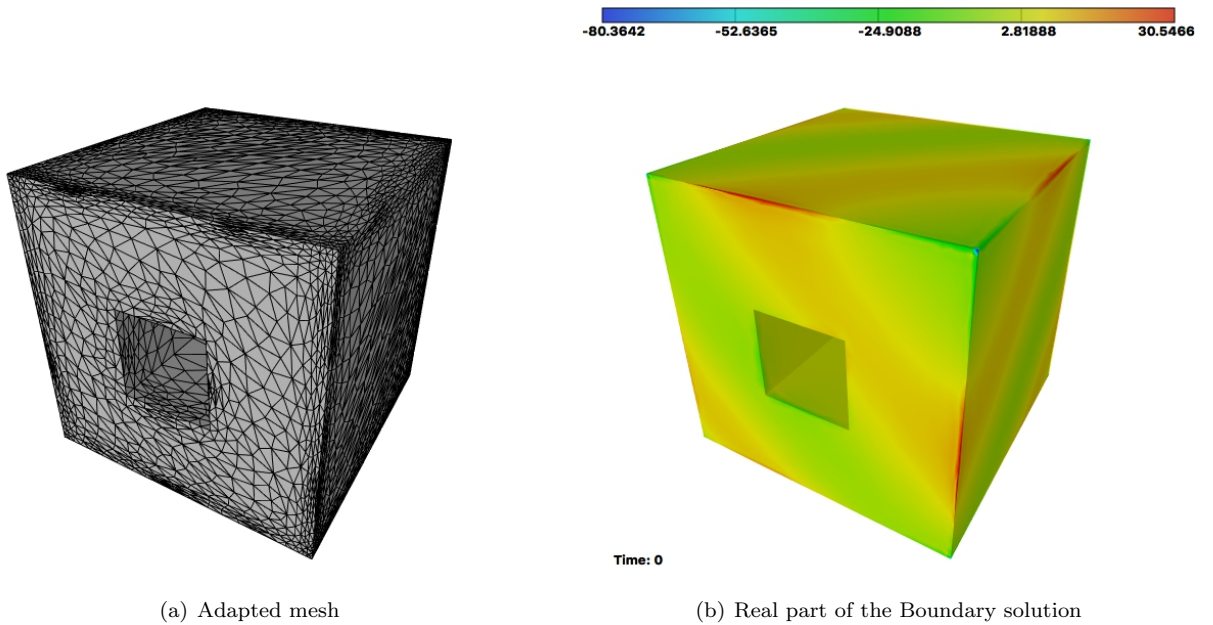 -80.3642 -52.6365 -24.9088 2.81888 30.5466
Time: 0
(a) Adapted mesh
(b) Real part of the Boundary solution